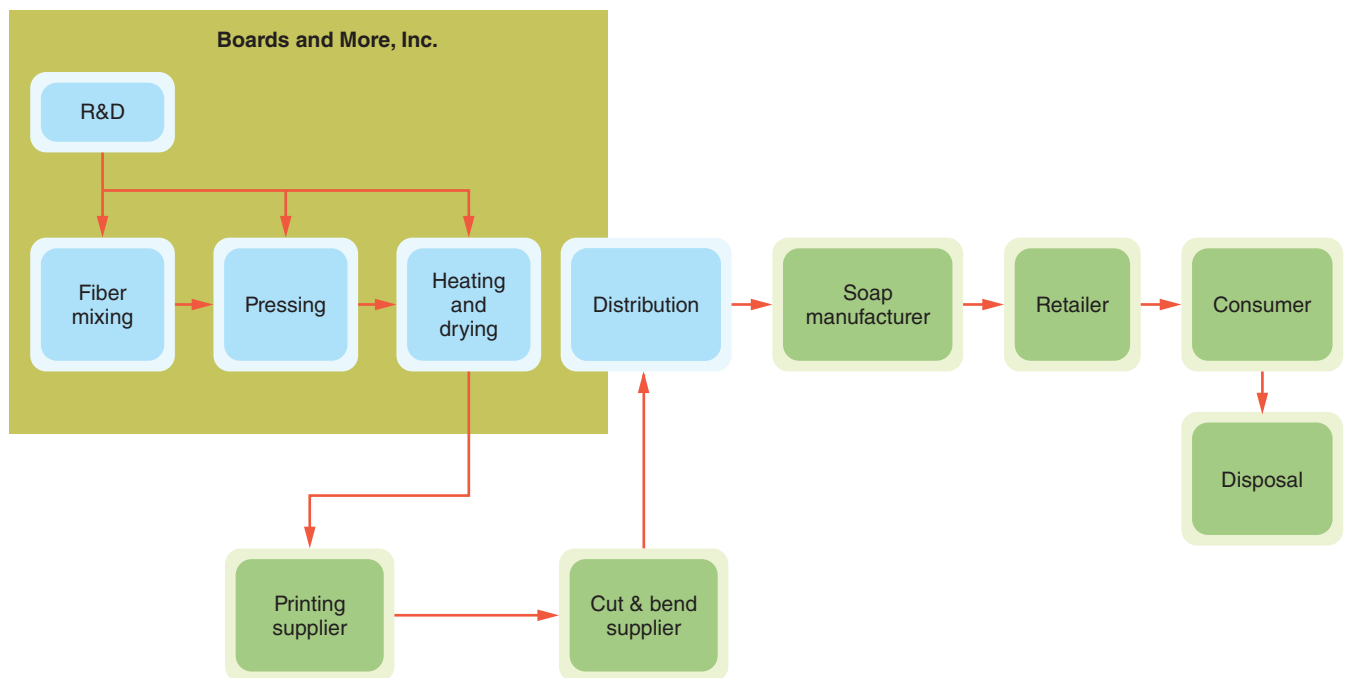 Boards and More, Inc.
R&D
Fiber
mixing
Pressing
Heating
and
drying
Distribution
Soap
manufacturer
Retailer
Consumer
Disposal
Printing
supplier
Cut & bend
supplier